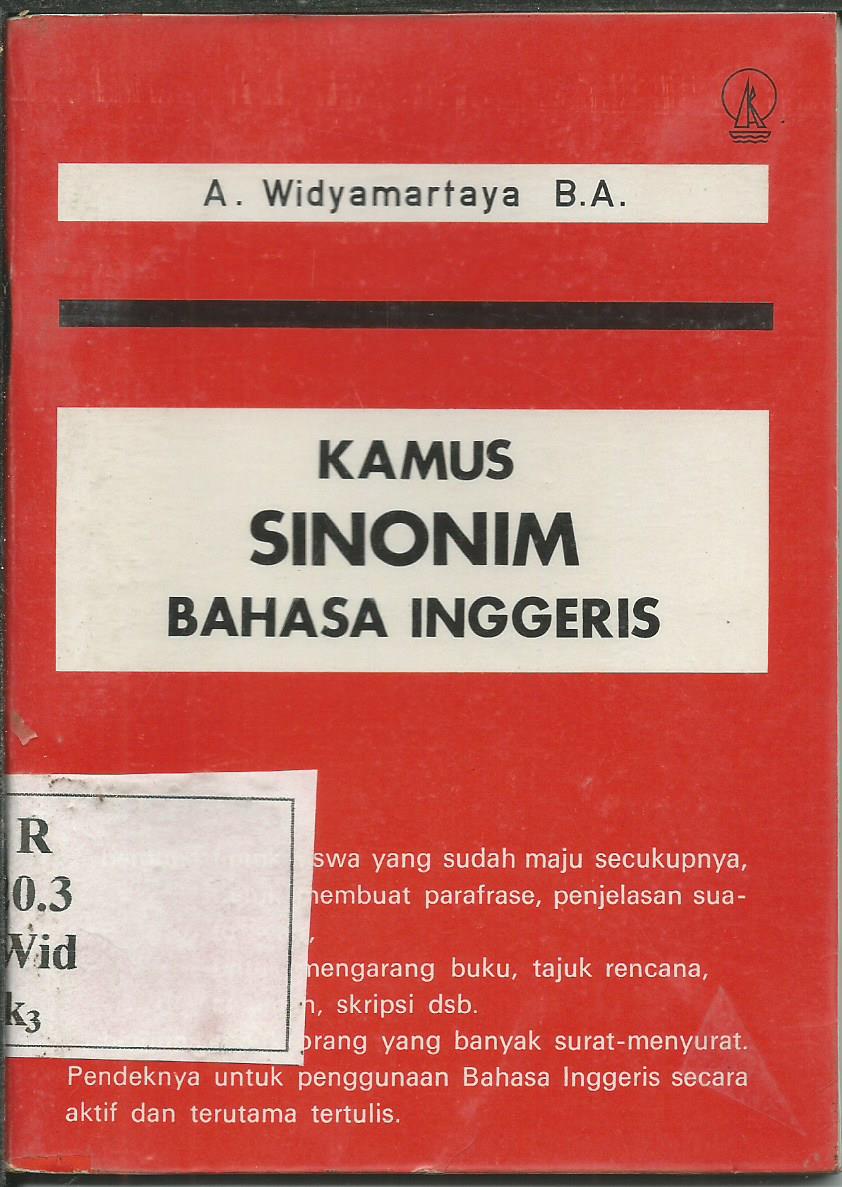 A. Widyamartaya B.A.
KAMUS
SINONIM
BAHASA INGGERIS
R
0.3
Wid
k3
swa yang sudah maju secukupnya,
membuat parafrase, penjelasan sua-
mengarang buku, tajuk rencana,
n, skripsi dsb.
orang yang banyak surat-menyurat.
Pendeknya untuk penggunaan Bahasa Inggeris secara
aktif dan terutama tertulis.